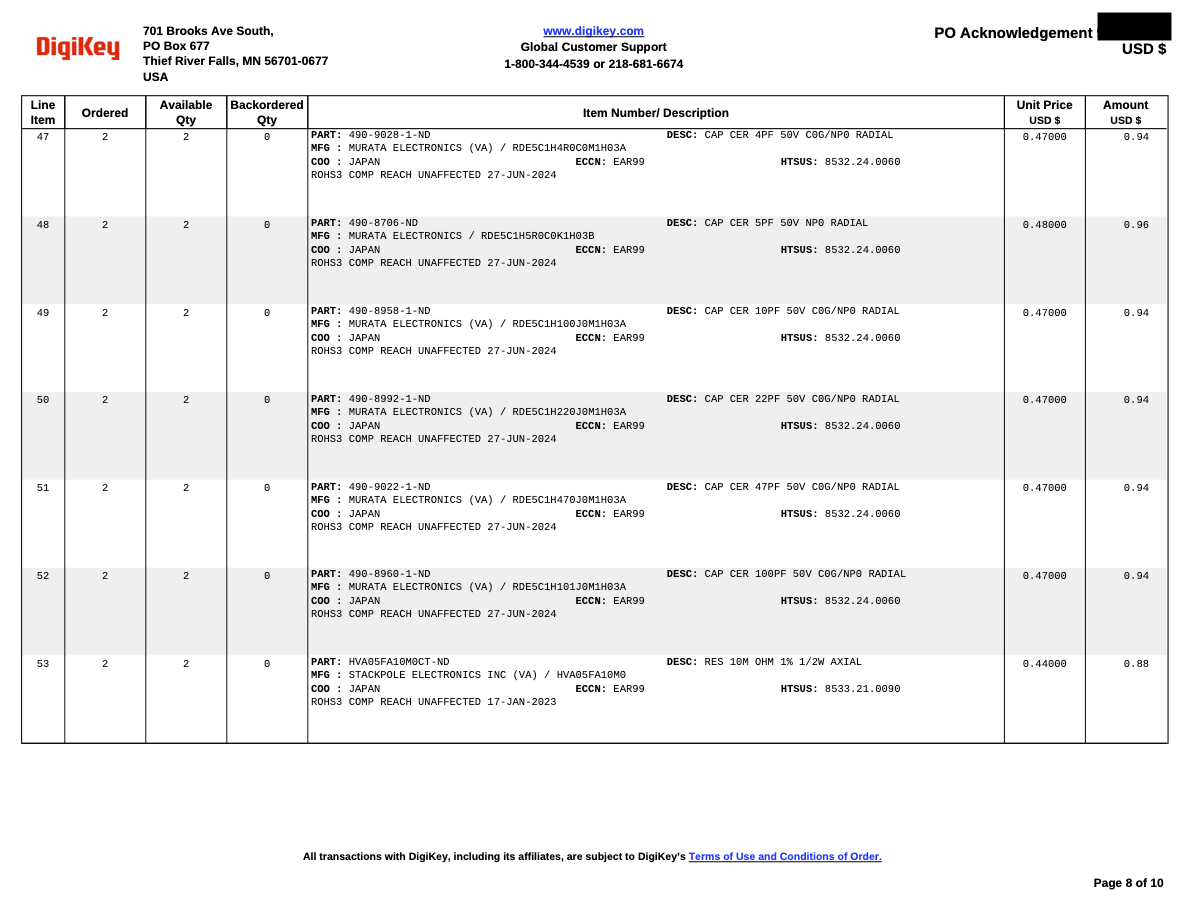 DigiKey
701 Brooks Ave South,
PO Box 677
Thief River Falls, MN 56701-0677
USA
www.digikey.com
Global Customer Support
1-800-344-4539 or 218-681-6674
PO Acknowledgement
USD $
Line Item Ordered Available Qty Backordered Qty Item Number/ Description Unit Price USD $ Amount USD $
47 2 2 0 PART: 490-9028-1-ND DESC: CAP CER 4PF 50V C0G/NP0 RADIAL 0.47000 0.94
MFG : MURATA ELECTRONICS (VA) / RDE5C1H4R0C0M1H03A
COO : JAPAN ECCN: EAR99 HTSUS: 8532.24.0060
ROHS3 COMP REACH UNAFFECTED 27-JUN-2024
48 2 2 0 PART: 490-8706-ND DESC: CAP CER 5PF 50V NP0 RADIAL 0.48000 0.96
MFG : MURATA ELECTRONICS / RDE5C1H5R0C0K1H03B
COO : JAPAN ECCN: EAR99 HTSUS: 8532.24.0060
ROHS3 COMP REACH UNAFFECTED 27-JUN-2024
49 2 2 0 PART: 490-8958-1-ND DESC: CAP CER 10PF 50V C0G/NP0 RADIAL 0.47000 0.94
MFG : MURATA ELECTRONICS (VA) / RDE5C1H100J0M1H03A
COO : JAPAN ECCN: EAR99 HTSUS: 8532.24.0060
ROHS3 COMP REACH UNAFFECTED 27-JUN-2024
50 2 2 0 PART: 490-8992-1-ND DESC: CAP CER 22PF 50V C0G/NP0 RADIAL 0.47000 0.94
MFG : MURATA ELECTRONICS (VA) / RDE5C1H220J0M1H03A
COO : JAPAN ECCN: EAR99 HTSUS: 8532.24.0060
ROHS3 COMP REACH UNAFFECTED 27-JUN-2024
51 2 2 0 PART: 490-9022-1-ND DESC: CAP CER 47PF 50V C0G/NP0 RADIAL 0.47000 0.94
MFG : MURATA ELECTRONICS (VA) / RDE5C1H470J0M1H03A
COO : JAPAN ECCN: EAR99 HTSUS: 8532.24.0060
ROHS3 COMP REACH UNAFFECTED 27-JUN-2024
52 2 2 0 PART: 490-8960-1-ND DESC: CAP CER 100PF 50V C0G/NP0 RADIAL 0.47000 0.94
MFG : MURATA ELECTRONICS (VA) / RDE5C1H101J0M1H03A
COO : JAPAN ECCN: EAR99 HTSUS: 8532.24.0060
ROHS3 COMP REACH UNAFFECTED 27-JUN-2024
53 2 2 0 PART: HVA05FA10M0CT-ND DESC: RES 10M OHM 1% 1/2W AXIAL 0.44000 0.88
MFG : STACKPOLE ELECTRONICS INC (VA) / HVA05FA10M0
COO : JAPAN ECCN: EAR99 HTSUS: 8533.21.0090
ROHS3 COMP REACH UNAFFECTED 17-JAN-2023
All transactions with DigiKey, including its affiliates, are subject to DigiKey's Terms of Use and Conditions of Order.
Page 8 of 10